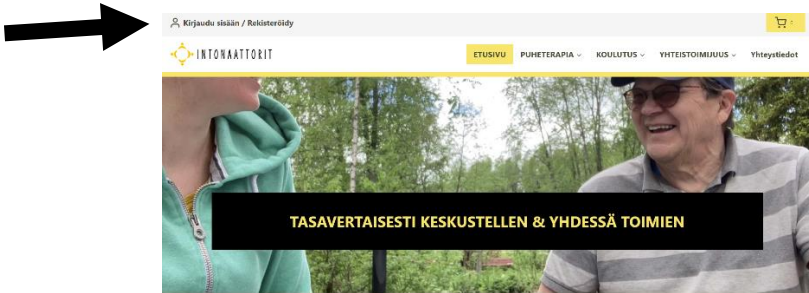 Kirjaudu sisään / Rekisteröidy
INTONAATTORIT
ETUSIVU PUHETERAPIA KOULUTUS YHTEISTOIMIJUUS Yhteystiedot
TASAVERTAISESTI KESKUSTELLEN & YHDESSÄ TOIMIEN